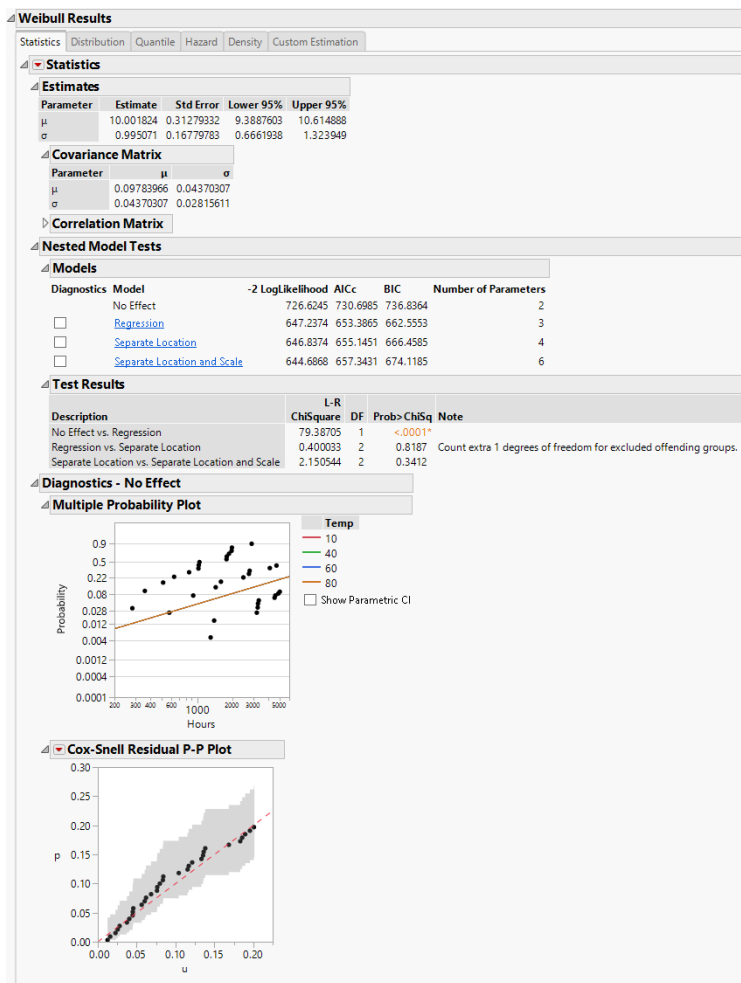 Weibull Results
Statistics Distribution Quantile Hazard Density Custom Estimation
Statistics
Estimates
Parameter Estimate Std Error Lower 95% Upper 95%
μ 10.001824 0.31279332 9.3887603 10.614888
σ 0.995071 0.16779783 0.6661938 1.323949
Covariance Matrix
Parameter μ σ
μ 0.09783966 0.04370307
σ 0.04370307 0.02815611
Correlation Matrix
Nested Model Tests
Models
Diagnostics Model -2 LogLikelihood AICc BIC Number of Parameters
No Effect 726.6245 730.6985 736.8364 2
Regression 647.2374 653.3865 662.5553 3
Separate Location 646.8374 655.1451 666.4585 4
Separate Location and Scale 644.6868 657.3431 674.1185 6
Test Results
L-R
Description ChiSquare DF Prob>ChiSq Note
No Effect vs. Regression 79.38705 1 <.0001*
Regression vs. Separate Location 0.400033 2 0.8187 Count extra 1 degrees of freedom for excluded offending groups.
Separate Location vs. Separate Location and Scale 2.150544 2 0.3412
Diagnostics - No Effect
Multiple Probability Plot
Temp
10
40
60
80
Show Parametric CI
Probability
0.9
0.5
0.22
0.08
0.028
0.012
0.004
0.0012
0.0004
0.0001
200 300 400 600 1000 2000 3000 5000
Hours
Cox-Snell Residual P-P Plot
p
0.30
0.25
0.20
0.15
0.10
0.05
0.00
0.00 0.05 0.10 0.15 0.20
u